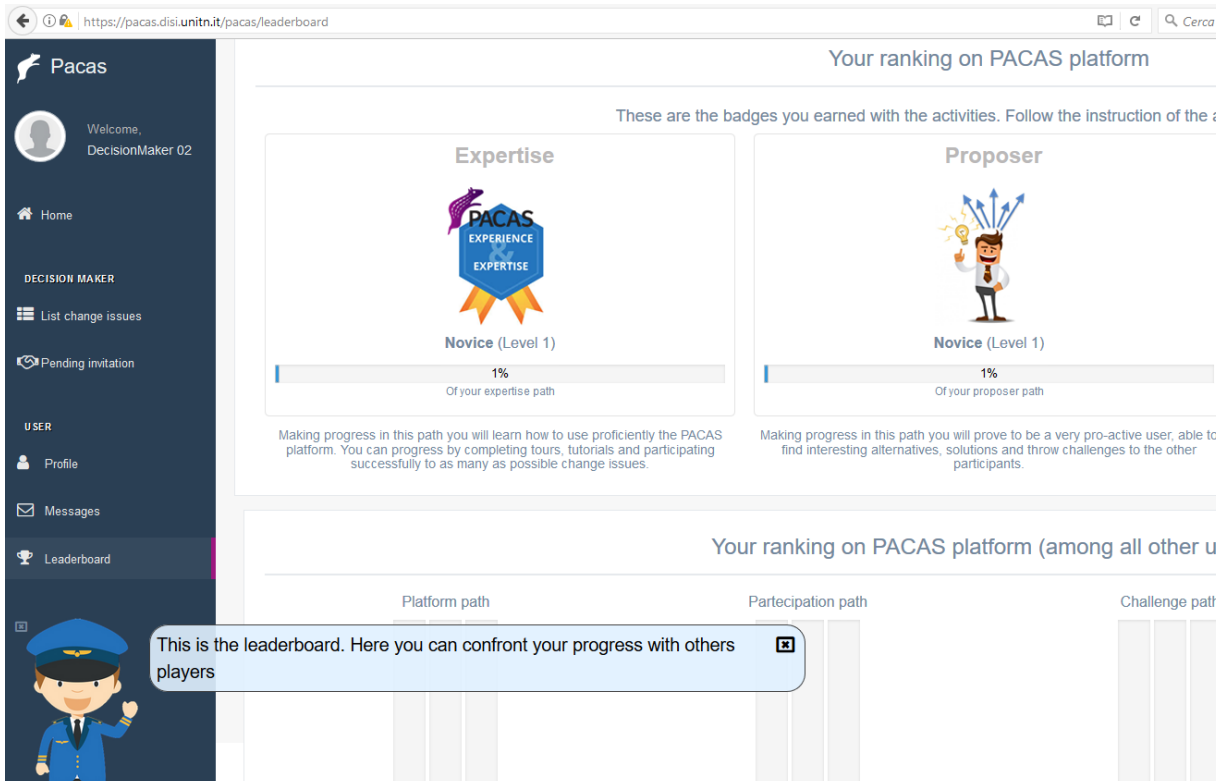 https://pacas.disi.unitn.it/pacas/leaderboard
Cerca
Pacas
Welcome,
DecisionMaker 02
Home
DECISION MAKER
List change issues
Pending invitation
USER
Profile
Messages
Leaderboard
Your ranking on PACAS platform
These are the badges you earned with the activities. Follow the instruction of the
Expertise
PACAS
EXPERIENCE
&
EXPERTISE
Novice (Level 1)
1%
Of your expertise path
Making progress in this path you will learn how to use proficiently the PACAS
platform. You can progress by completing tours, tutorials and participating
successfully to as many as possible change issues.
Proposer
Novice (Level 1)
1%
Of your proposer path
Making progress in this path you will prove to be a very pro-active user, able to
find interesting alternatives, solutions and throw challenges to the other
participants.
Your ranking on PACAS platform (among all other u
Platform path
Partecipation path
Challenge path
This is the leaderboard. Here you can confront your progress with others
players